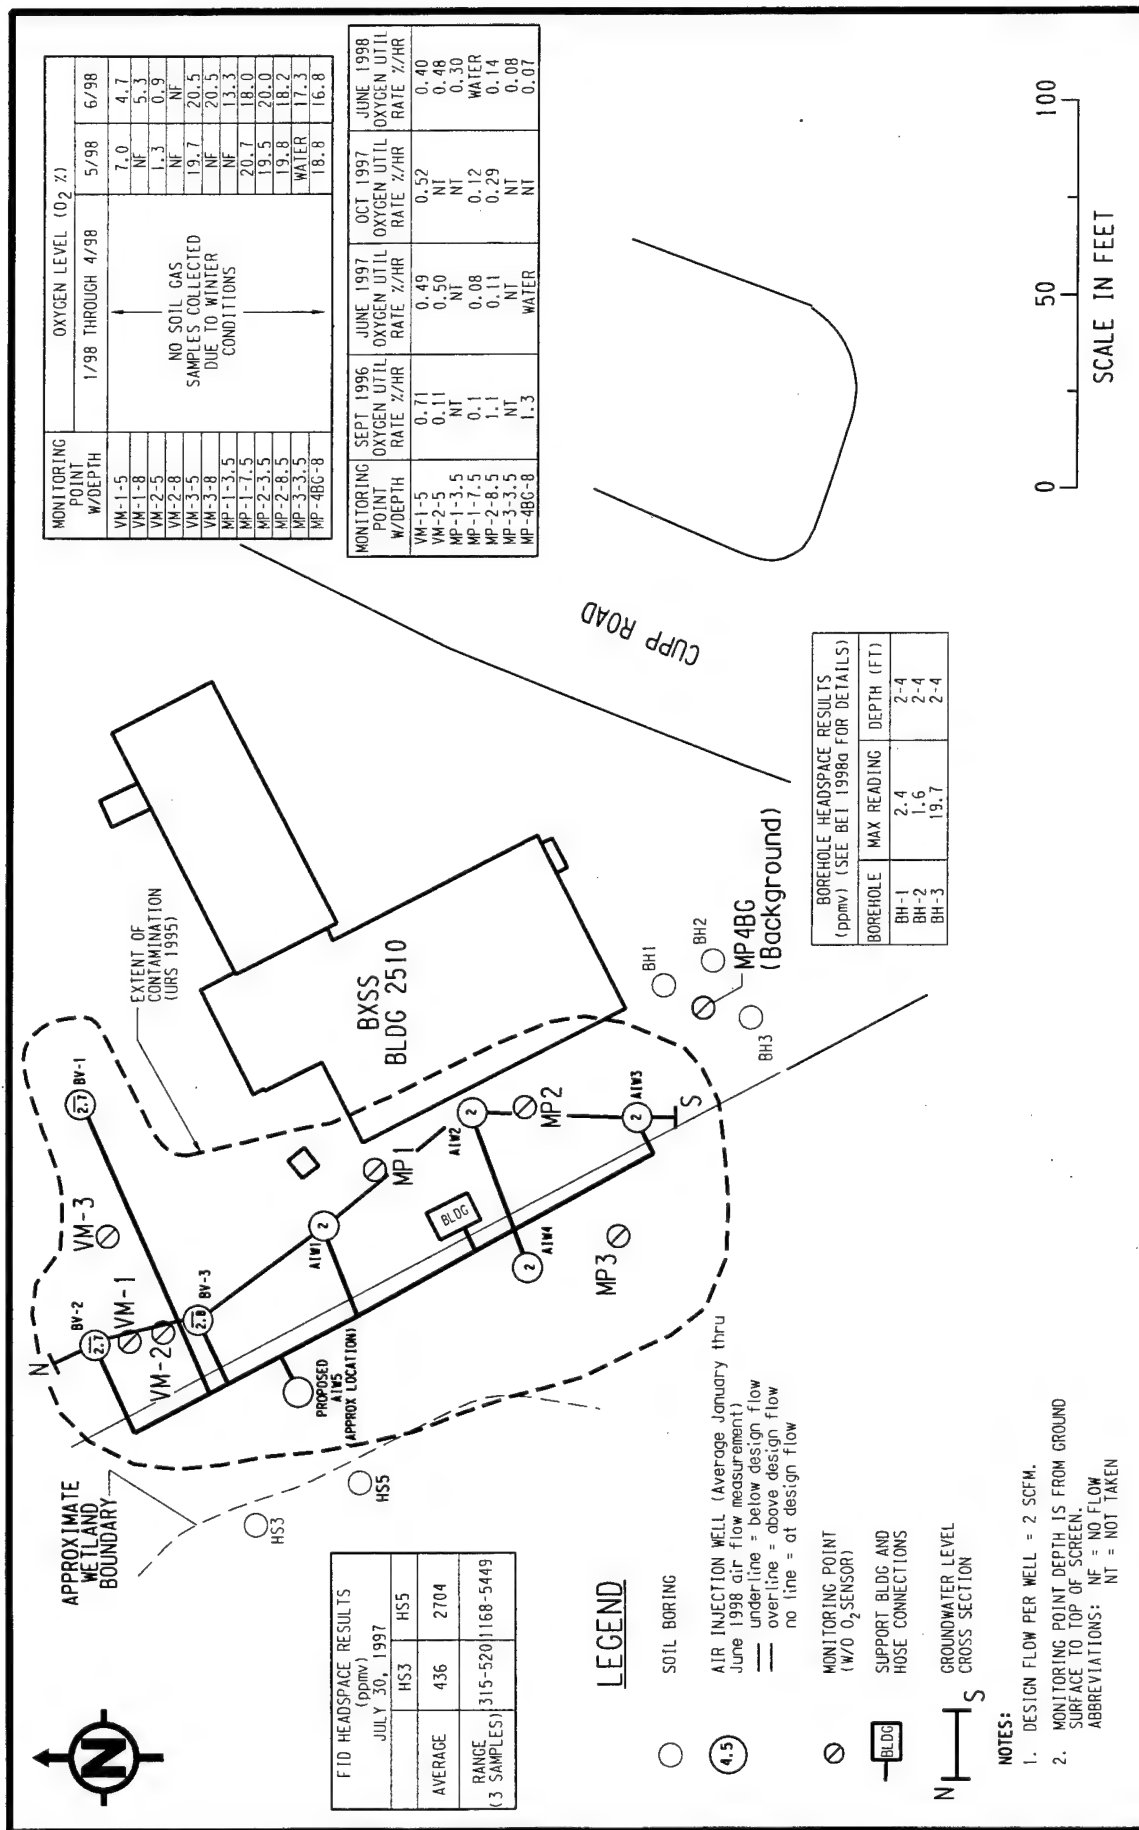 MONITORING POINT W/DEPTH | OXYGEN LEVEL (O2 %)
1/98 THROUGH 4/98 | 5/98 | 6/98
VM-1-5 | 7.0 | 4.7
VM-1-8 | NF | 5.3
VM-2-5 | 1.3 | 0.9
VM-2-8 | NF | NF
VM-3-5 | 19.7 | 20.5
VM-3-8 | NF | 20.5
MP-1-3.5 | NF | 13.3
MP-1-7.5 | 20.7 | 18.0
MP-2-3.5 | 19.5 | 20.0
MP-2-8.5 | 19.8 | 18.2
MP-3-3.5 | WATER | 17.3
MP-4BG-8 | 18.8 | 16.8
NO SOIL GAS
SAMPLES COLLECTED
DUE TO WINTER
CONDITIONS
MONITORING POINT W/DEPTH | SEPT 1996 OXYGEN UTIL RATE %/HR | JUNE 1997 OXYGEN UTIL RATE %/HR | OCT 1997 OXYGEN UTIL RATE %/HR | JUNE 1998 OXYGEN UTIL RATE %/HR
VM-1-5 | 0.71 | 0.49 | 0.52 | 0.40
VM-2-5 | 0.11 | 0.50 | NT | 0.48
MP-1-3.5 | NT | NT | NT | 0.30
MP-1-7.5 | 0.1 | 0.08 | 0.12 | WATER
MP-2-8.5 | 1.1 | 0.11 | 0.29 | 0.14
MP-3-3.5 | NT | NT | NT | 0.08
MP-4BG-8 | 1.3 | WATER | NT | 0.07
N
APPROXIMATE
WETLAND
BOUNDARY
EXTENT OF
CONTAMINATION
(URS 1995)
N
BV-2
2.7
VM-1
VM-2
VM-3
2.7
BV-1
BV-3
2.8
PROPOSED
AIW5
(APPROX LOCATION)
HS3
HS5
AIW1
2
MP1
BLDG
BXSS
BLDG 2510
AIW2
2
MP2
AIW4
2
MP3
AIW3
2
S
BH1
BH2
BH3
MP4BG
(Background)
CUPP ROAD
FID HEADSPACE RESULTS
(ppmv)
JULY 30, 1997
HS3 | HS5
AVERAGE | 436 | 2704
RANGE (3 SAMPLES) | 315-520 | 1168-5449
BOREHOLE HEADSPACE RESULTS
(ppmv) (SEE BEI 1998a FOR DETAILS)
BOREHOLE | MAX READING | DEPTH (FT)
BH-1 | 2.4 | 2-4
BH-2 | 1.6 | 2-4
BH-3 | 19.7 | 2-4
LEGEND
SOIL BORING
4.5
AIR INJECTION WELL (Average January thru
June 1998 air flow measurement)
underline = below design flow
overline = above design flow
no line = at design flow
MONITORING POINT
(W/O O2 SENSOR)
BLDG
SUPPORT BLDG AND
HOSE CONNECTIONS
N
S
GROUNDWATER LEVEL
CROSS SECTION
NOTES:
1. DESIGN FLOW PER WELL = 2 SCFM.
2. MONITORING POINT DEPTH IS FROM GROUND
SURFACE TO TOP OF SCREEN.
ABBREVIATIONS: NF = NO FLOW
NT = NOT TAKEN
0
50
100
SCALE IN FEET